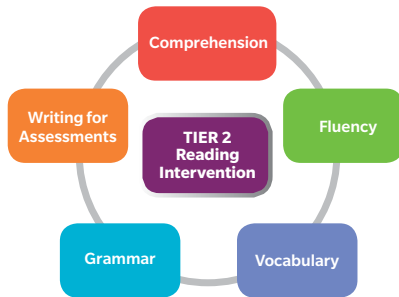 Comprehension
Writing for
Assessments
TIER 2
Reading
Intervention
Fluency
Grammar
Vocabulary